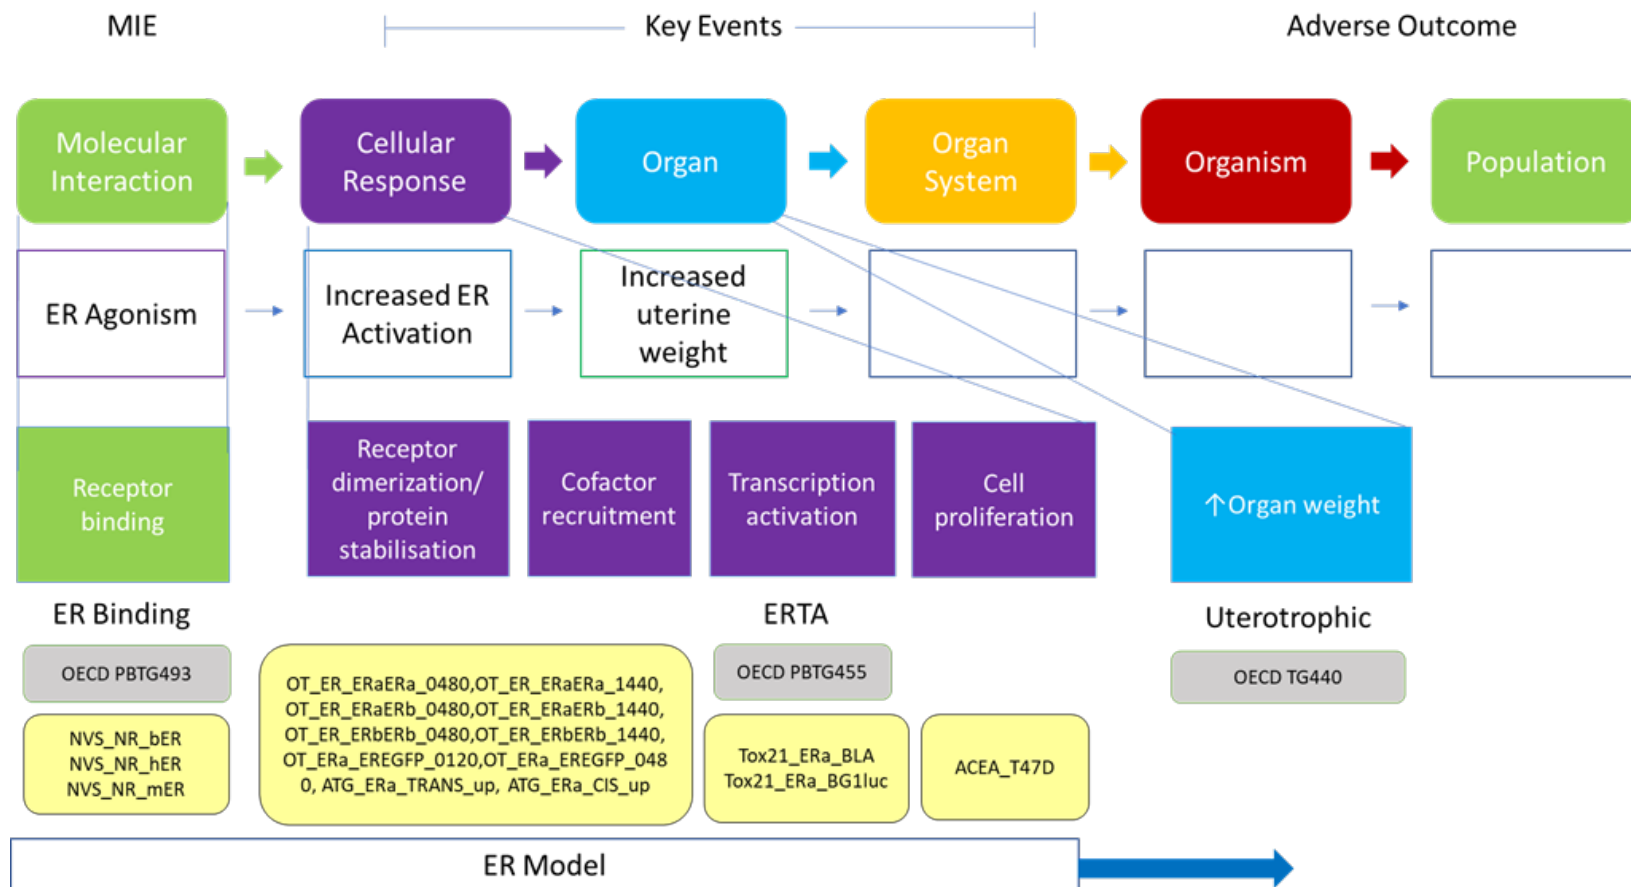 MIE
Key Events
Adverse Outcome
Molecular
Interaction
Cellular
Response
Organ
Organ
System
Organism
Population
ER Agonism
Increased ER
Activation
Increased
uterine
weight
Receptor
binding
Receptor
dimerization/
protein
stabilisation
Cofactor
recruitment
Transcription
activation
Cell
proliferation
↑Organ weight
ER Binding
ERTA
Uterotrophic
OECD PBTG493
OECD PBTG455
OECD TG440
NVS_NR_bER
NVS_NR_hER
NVS_NR_mER
OT_ER_ERaERa_0480,OT_ER_ERaERa_1440,
OT_ER_ERaERb_0480,OT_ER_ERaERb_1440,
OT_ER_ERbERb_0480,OT_ER_ERbERb_1440,
OT_ERa_EREGFP_0120,OT_ERa_EREGFP_048
0, ATG_ERa_TRANS_up, ATG_ERa_CIS_up
Tox21_ERa_BLA
Tox21_ERa_BG1luc
ACEA_T47D
ER Model